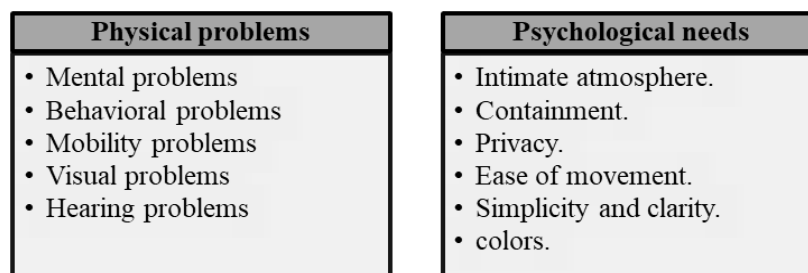 Physical problems
• Mental problems
• Behavioral problems
• Mobility problems
• Visual problems
• Hearing problems
Psychological needs
• Intimate atmosphere.
• Containment.
• Privacy.
• Ease of movement.
• Simplicity and clarity.
• colors.